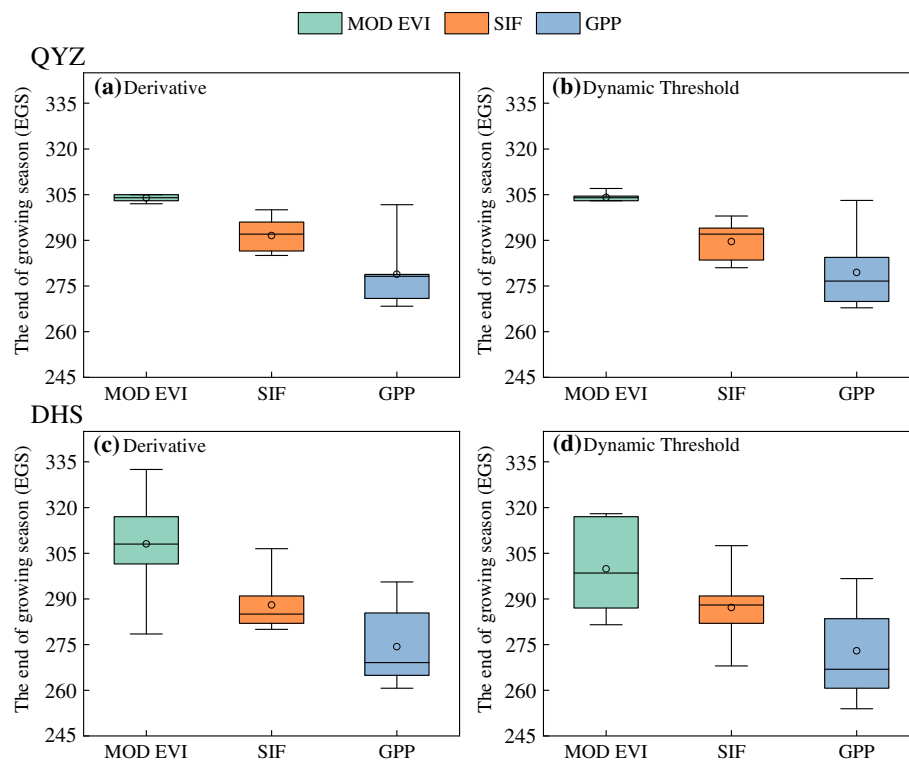 MOD EVI SIF GPP
QYZ
(a) Derivative
The end of growing season (EGS)
335
320
305
290
275
260
245
MOD EVI SIF GPP
(b) Dynamic Threshold
The end of growing season (EGS)
335
320
305
290
275
260
245
MOD EVI SIF GPP
DHS
(c) Derivative
The end of growing season (EGS)
335
320
305
290
275
260
245
MOD EVI SIF GPP
(d) Dynamic Threshold
The end of growing season (EGS)
335
320
305
290
275
260
245
MOD EVI SIF GPP